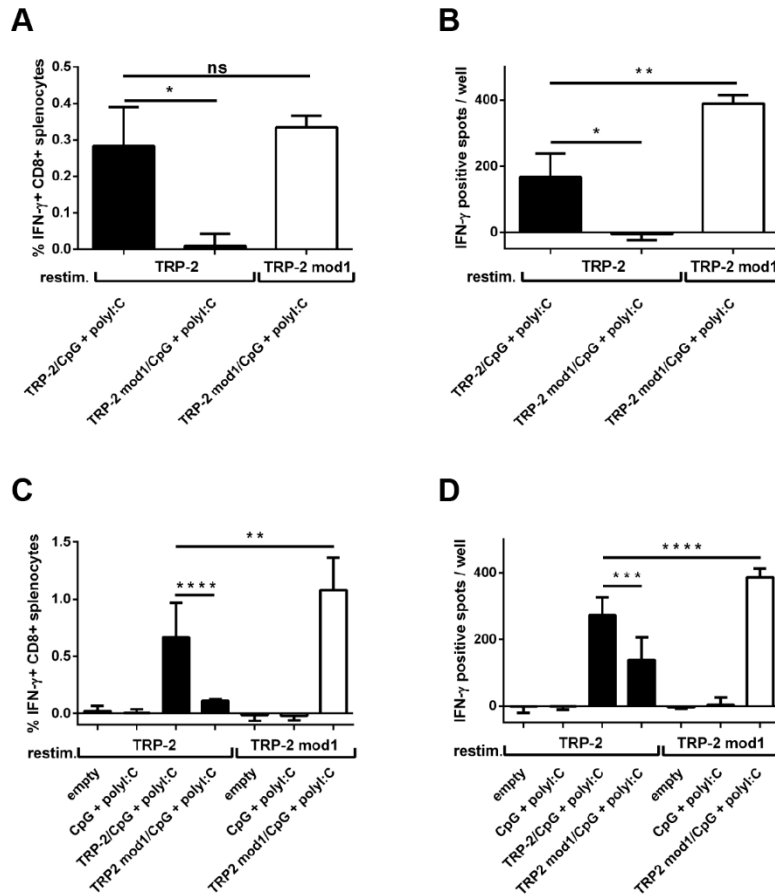 A
% IFN-γ+ CD8+ splenocytes
0.5
0.4
0.3
0.2
0.1
0.0
ns
*
restim.
TRP-2
TRP-2 mod1
TRP-2/CpG + polyI:C
TRP-2 mod1/CpG + polyI:C
TRP-2 mod1/CpG + polyI:C
B
IFN-γ positive spots / well
400
200
0
**
*
restim.
TRP-2
TRP-2 mod1
TRP-2/CpG + polyI:C
TRP-2 mod1/CpG + polyI:C
TRP-2 mod1/CpG + polyI:C
C
% IFN-γ+ CD8+ splenocytes
1.5
1.0
0.5
0.0
**
****
restim.
TRP-2
TRP-2 mod1
empty
CpG + polyI:C
TRP-2/CpG + polyI:C
TRP2 mod1/CpG + polyI:C
empty
CpG + polyI:C
TRP2 mod1/CpG + polyI:C
D
IFN-γ positive spots / well
400
200
0
****
***
restim.
TRP-2
TRP-2 mod1
empty
CpG + polyI:C
TRP-2/CpG + polyI:C
TRP2 mod1/CpG + polyI:C
empty
CpG + polyI:C
TRP2 mod1/CpG + polyI:C